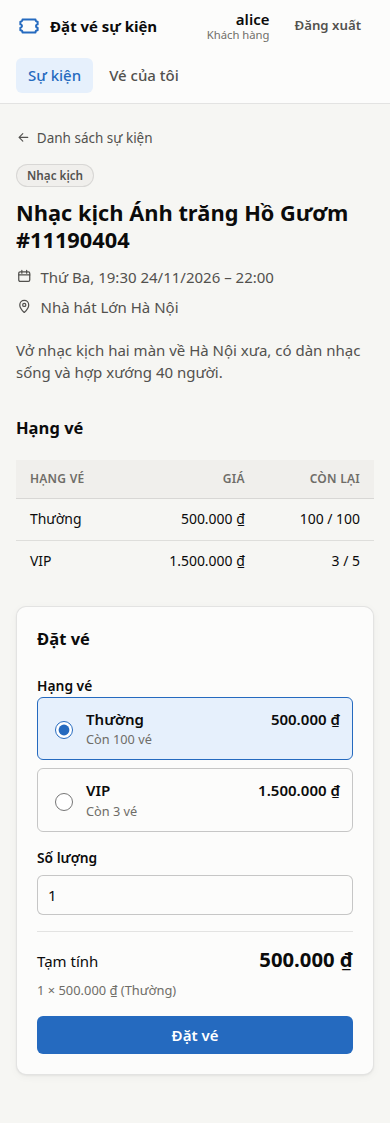 Đặt vé sự kiện
alice
Khách hàng
Đăng xuất
Sự kiện
Vé của tôi
← Danh sách sự kiện
Nhạc kịch
Nhạc kịch Ánh trăng Hồ Gươm
#11190404
Thứ Ba, 19:30 24/11/2026 – 22:00
Nhà hát Lớn Hà Nội
Vở nhạc kịch hai màn về Hà Nội xưa, có dàn nhạc
sống và hợp xướng 40 người.
Hạng vé
HẠNG VÉ GIÁ CÒN LẠI
Thường 500.000 ₫ 100 / 100
VIP 1.500.000 ₫ 3 / 5
Đặt vé
Hạng vé
Thường 500.000 ₫
Còn 100 vé
VIP 1.500.000 ₫
Còn 3 vé
Số lượng
1
Tạm tính 500.000 ₫
1 × 500.000 ₫ (Thường)
Đặt vé